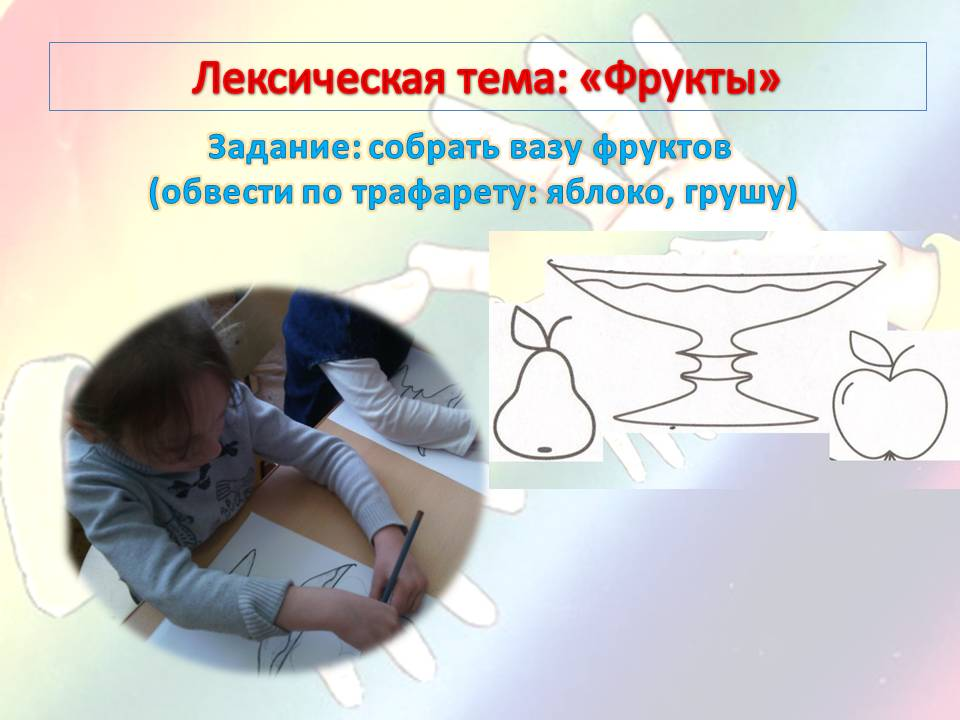 Лексическая тема: «Фрукты»
Задание: собрать вазу фруктов
(обвести по трафарету: яблоко, грушу)